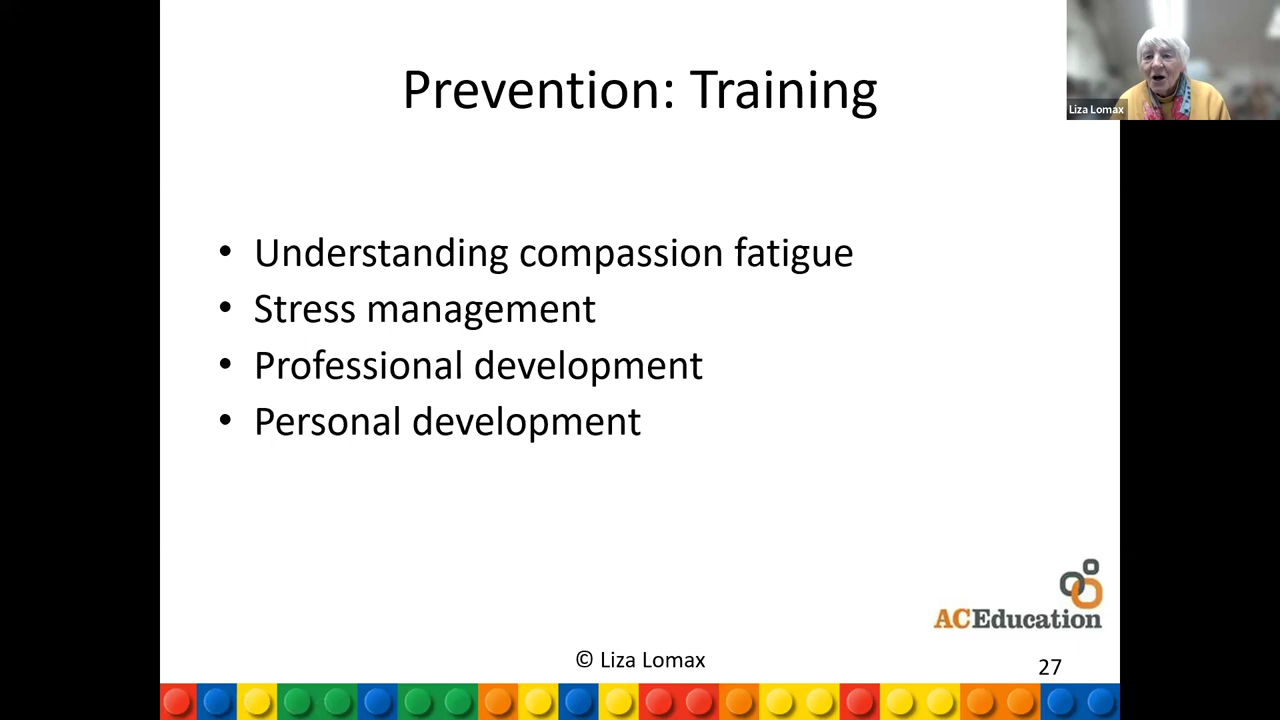 Prevention: Training
Liza Lomax
• Understanding compassion fatigue
• Stress management
• Professional development
• Personal development
ACEducation
© Liza Lomax
27